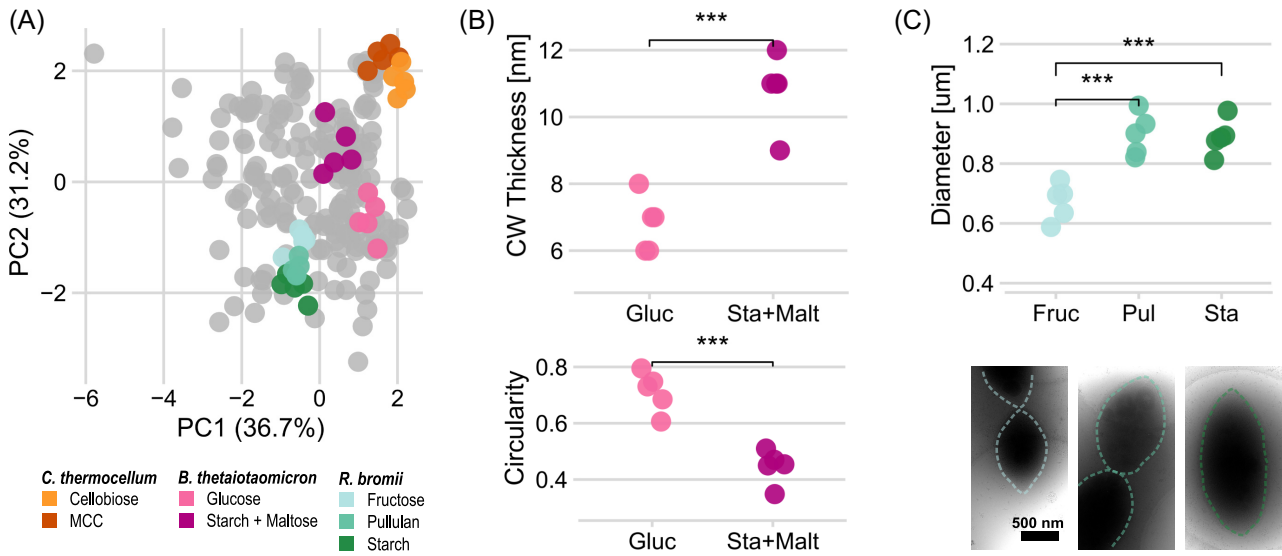 (A)
PC2 (31.2%)
2
0
−2
−6
−4
−2
0
2
PC1 (36.7%)
C. thermocellum
Cellobiose
MCC
B. thetaiotaomicron
Glucose
Starch + Maltose
R. bromii
Fructose
Pullulan
Starch
(B)
***
CW Thickness [nm]
12
10
8
6
Gluc
Sta+Malt
***
Circularity
0.8
0.6
0.4
Gluc
Sta+Malt
(C)
***
***
Diameter [um]
1.2
1.0
0.8
0.6
0.4
Fruc
Pul
Sta
500 nm